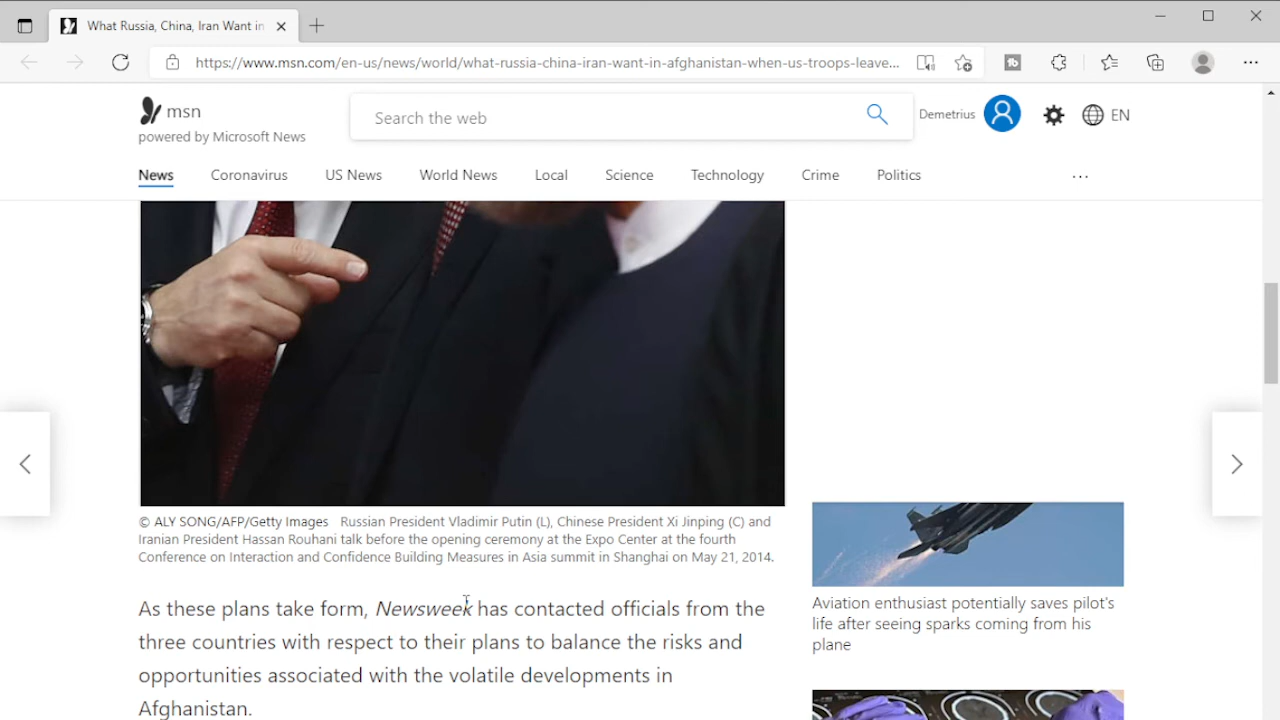 What Russia, China, Iran Want in
https://www.msn.com/en-us/news/world/what-russia-china-iran-want-in-afghanistan-when-us-troops-leave...
msn
powered by Microsoft News
Search the web
Demetrius
EN
News Coronavirus US News World News Local Science Technology Crime Politics ...
© ALY SONG/AFP/Getty Images Russian President Vladimir Putin (L), Chinese President Xi Jinping (C) and
Iranian President Hassan Rouhani talk before the opening ceremony at the Expo Center at the fourth
Conference on Interaction and Confidence Building Measures in Asia summit in Shanghai on May 21, 2014.
As these plans take form, Newsweek has contacted officials from the
three countries with respect to their plans to balance the risks and
opportunities associated with the volatile developments in
Afghanistan.
Aviation enthusiast potentially saves pilot's
life after seeing sparks coming from his
plane